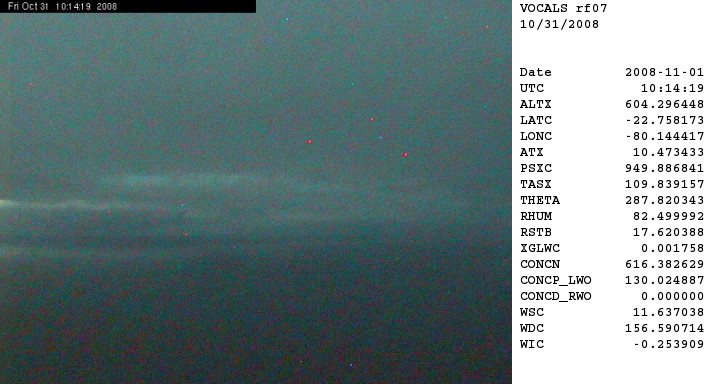 Fri Oct 31 10:14:19 2008
VOCALS rf07
10/31/2008
Date 2008-11-01
UTC 10:14:19
ALTX 604.296448
LATC -22.758173
LONC -80.144417
ATX 10.473433
PSXC 949.886841
TASX 109.839157
THETA 287.820343
RHUM 82.499992
RSTB 17.620388
XGLWC 0.001758
CONCN 616.382629
CONCP_LWO 130.024887
CONCD_RWO 0.000000
WSC 11.637038
WDC 156.590714
WIC -0.253909